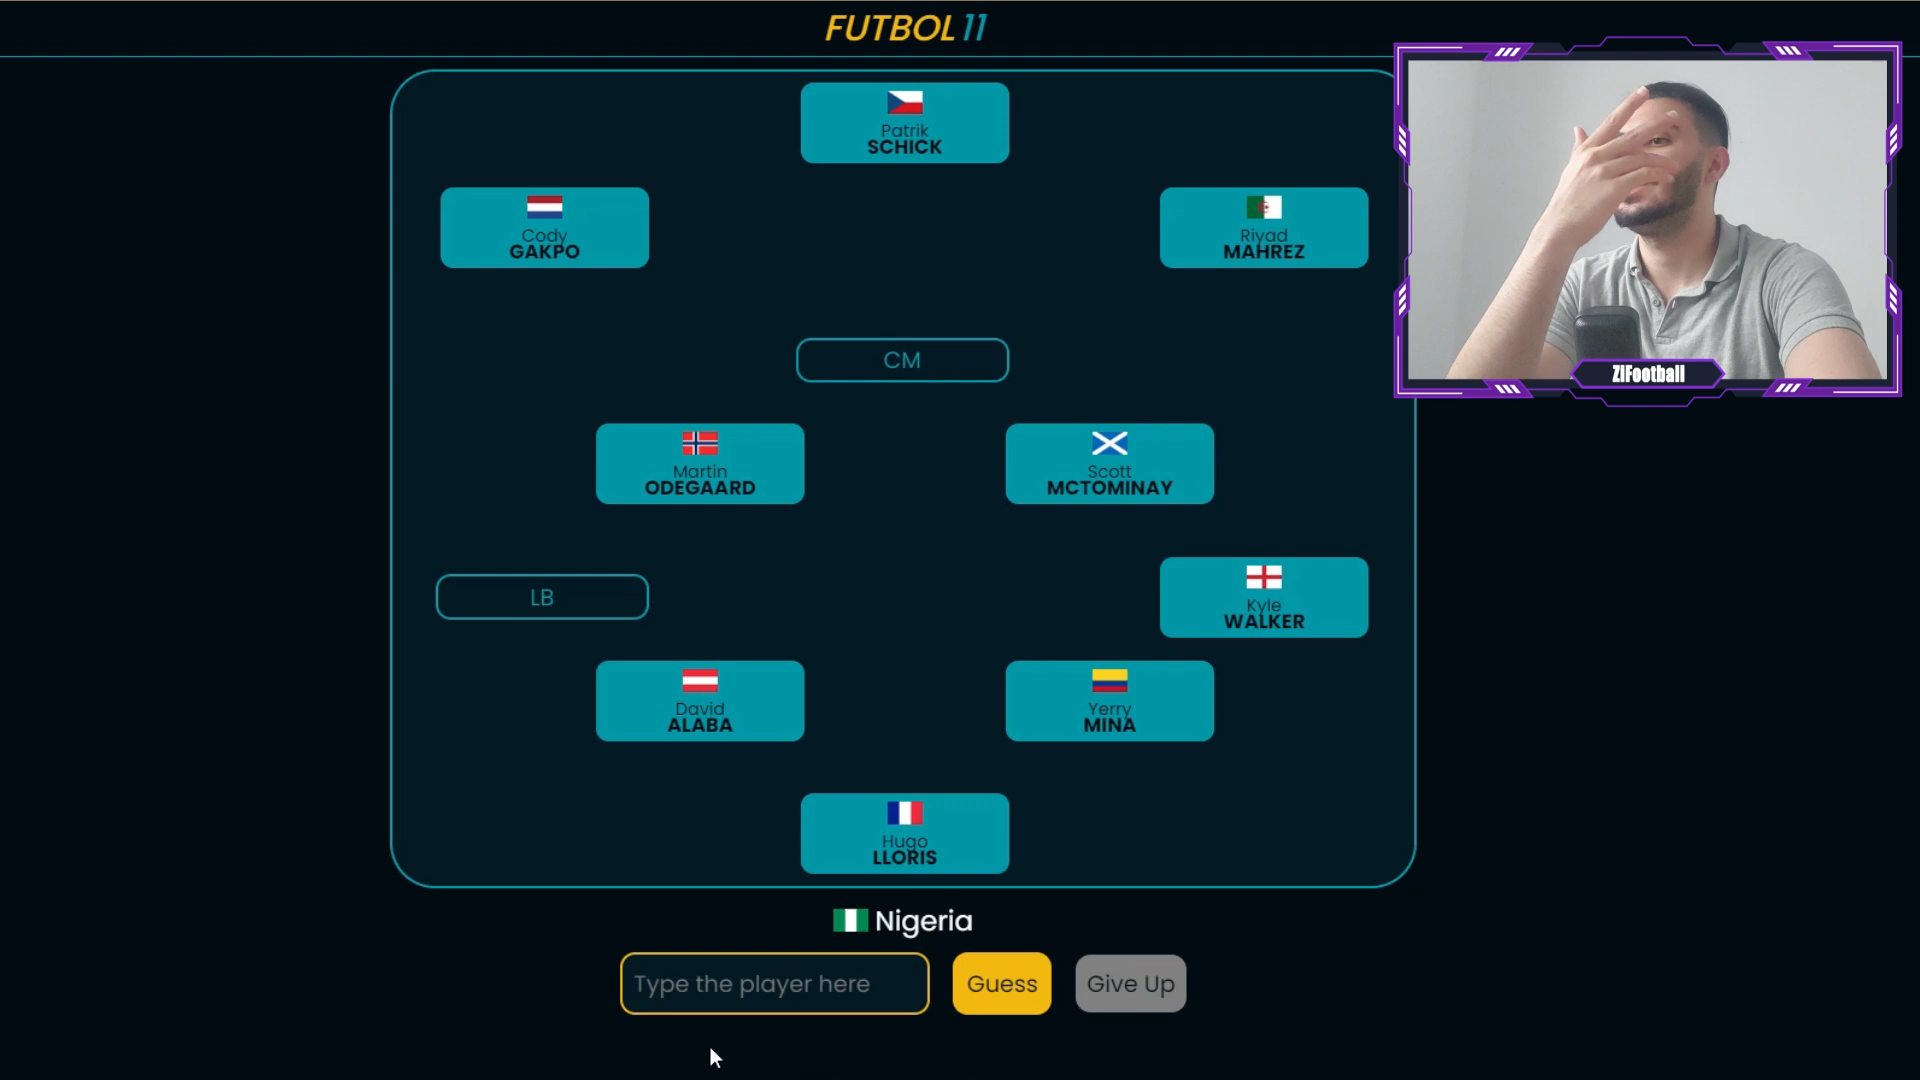 FUTBOL 11
Patrik
SCHICK
Cody
GAKPO
Riyad
MAHREZ
CM
Martin
ODEGAARD
Scott
MCTOMINAY
LB
Kyle
WALKER
David
ALABA
Yerry
MINA
Hugo
LLORIS
Nigeria
Type the player here
Guess
Give Up
ZIFootball